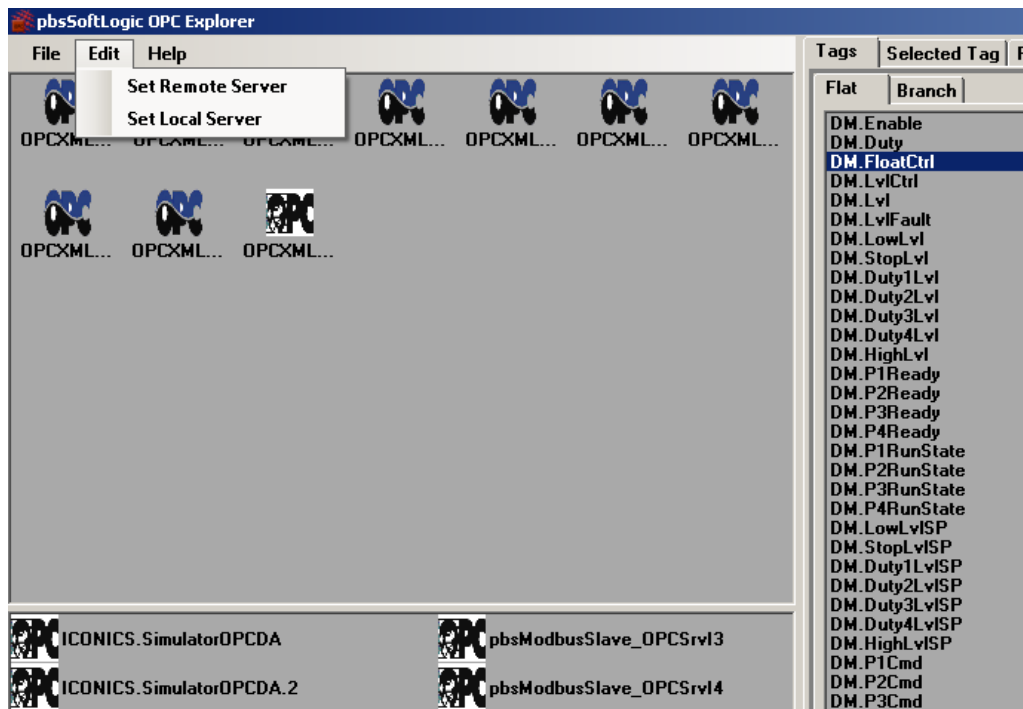 pbsSoftLogic OPC Explorer
File Edit Help
Set Remote Server
Set Local Server
OPCXML... OPCXML... OPCXML... OPCXML...
OPCXML... OPCXML... OPCXML...
ICONICS.SimulatorOPCDA
pbsModbusSlave_OPCSrvI3
ICONICS.SimulatorOPCDA.2
pbsModbusSlave_OPCSrvI4
Tags Selected Tag
Flat Branch
DM.Enable
DM.Duty
DM.FloatCtrl
DM.LvlCtrl
DM.Lvl
DM.LvlFault
DM.LowLvl
DM.StopLvl
DM.Duty1Lvl
DM.Duty2Lvl
DM.Duty3Lvl
DM.Duty4Lvl
DM.HighLvl
DM.P1Ready
DM.P2Ready
DM.P3Ready
DM.P4Ready
DM.P1RunState
DM.P2RunState
DM.P3RunState
DM.P4RunState
DM.LowLvlSP
DM.StopLvlSP
DM.Duty1LvlSP
DM.Duty2LvlSP
DM.Duty3LvlSP
DM.Duty4LvlSP
DM.HighLvlSP
DM.P1Cmd
DM.P2Cmd
DM.P3Cmd